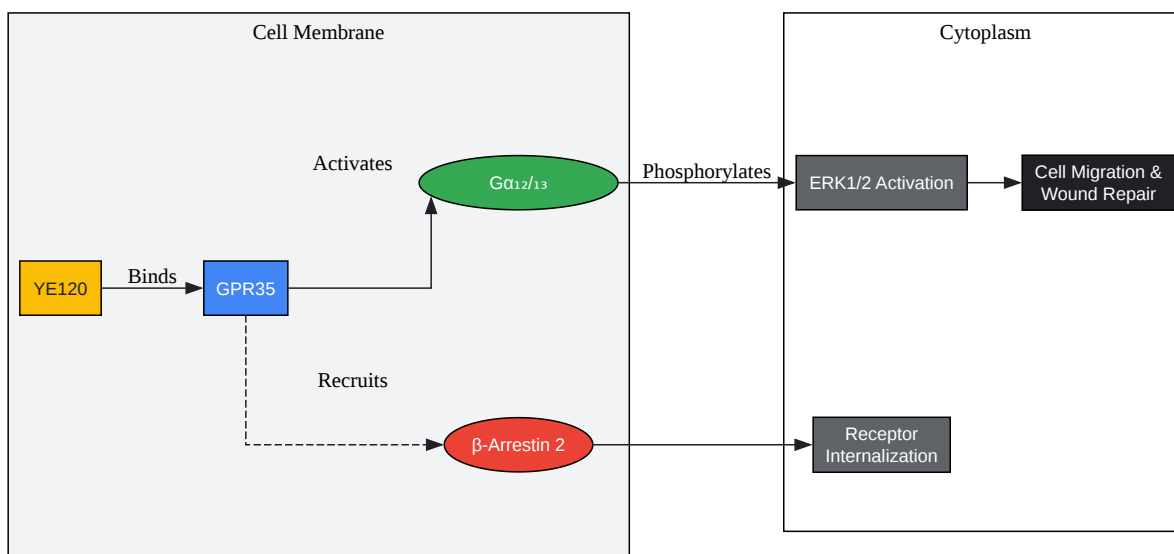 Cell Membrane
Cytoplasm
Activates
Gα₁₂/₁₃
Phosphorylates
ERK1/2 Activation
Cell Migration &
Wound Repair
YE120
Binds
GPR35
Recruits
β-Arrestin 2
Receptor
Internalization